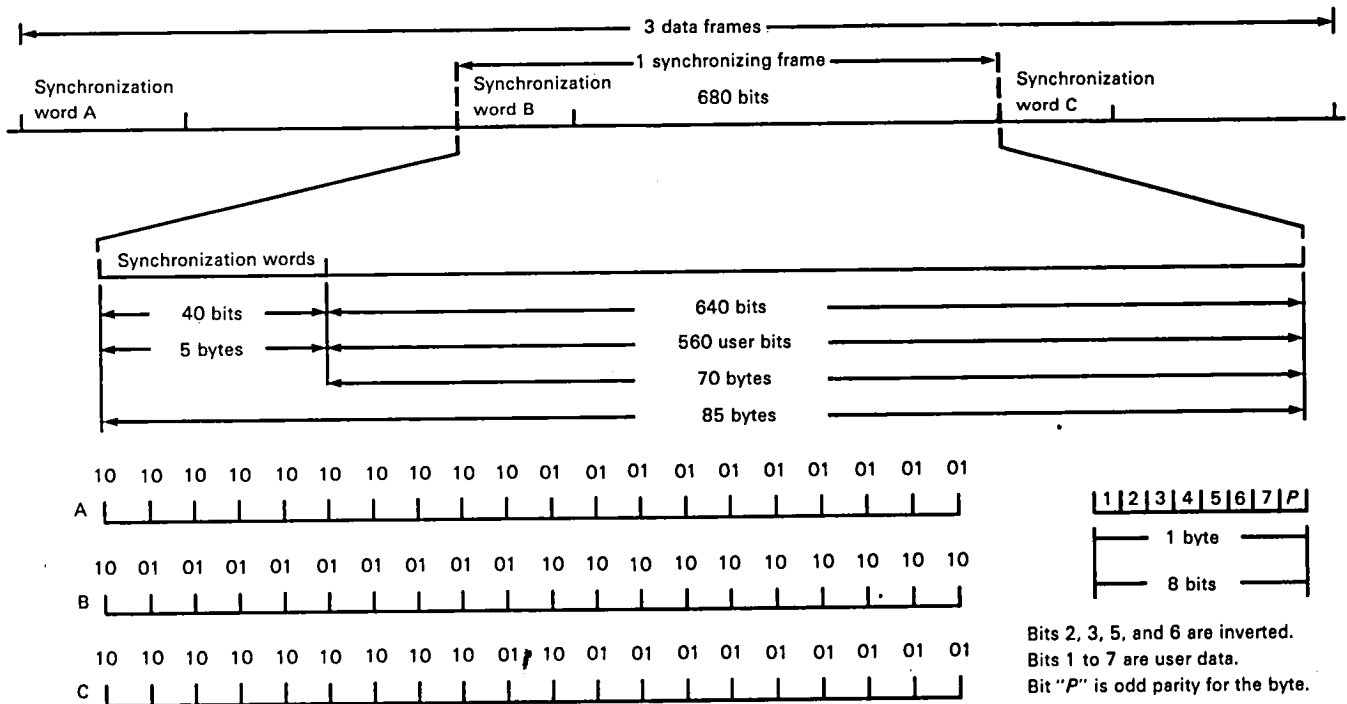 3 data frames
1 synchronizing frame
Synchronization
word A
Synchronization
word B
680 bits
Synchronization
word C
Synchronization words
40 bits
640 bits
5 bytes
560 user bits
70 bytes
85 bytes
10 10 10 10 10 10 10 10 10 10 01 01 01 01 01 01 01 01 01 01
A
10 01 01 01 01 01 01 01 01 01 10 10 10 10 10 10 10 10 10 10
B
10 10 10 10 10 10 10 10 10 01 10 01 01 01 01 01 01 01 01 01
C
1 2 3 4 5 6 7 P
1 byte
8 bits
Bits 2, 3, 5, and 6 are inverted.
Bits 1 to 7 are user data.
Bit "P" is odd parity for the byte.